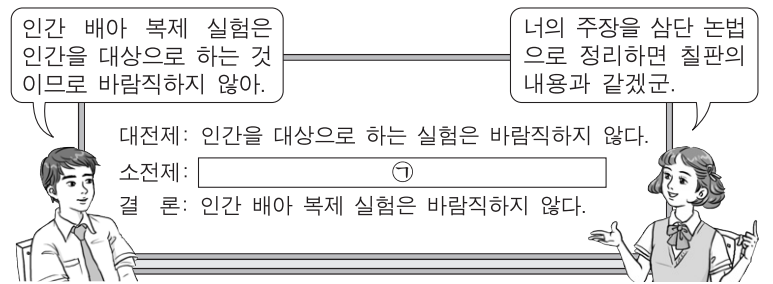 인간 배아 복제 실험은
인간을 대상으로 하는 것
이므로 바람직하지 않아.
너의 주장을 삼단 논법
으로 정리하면 칠판의
내용과 같겠군.
대전제: 인간을 대상으로 하는 실험은 바람직하지 않다.
소전제: ㉠
결 론: 인간 배아 복제 실험은 바람직하지 않다.